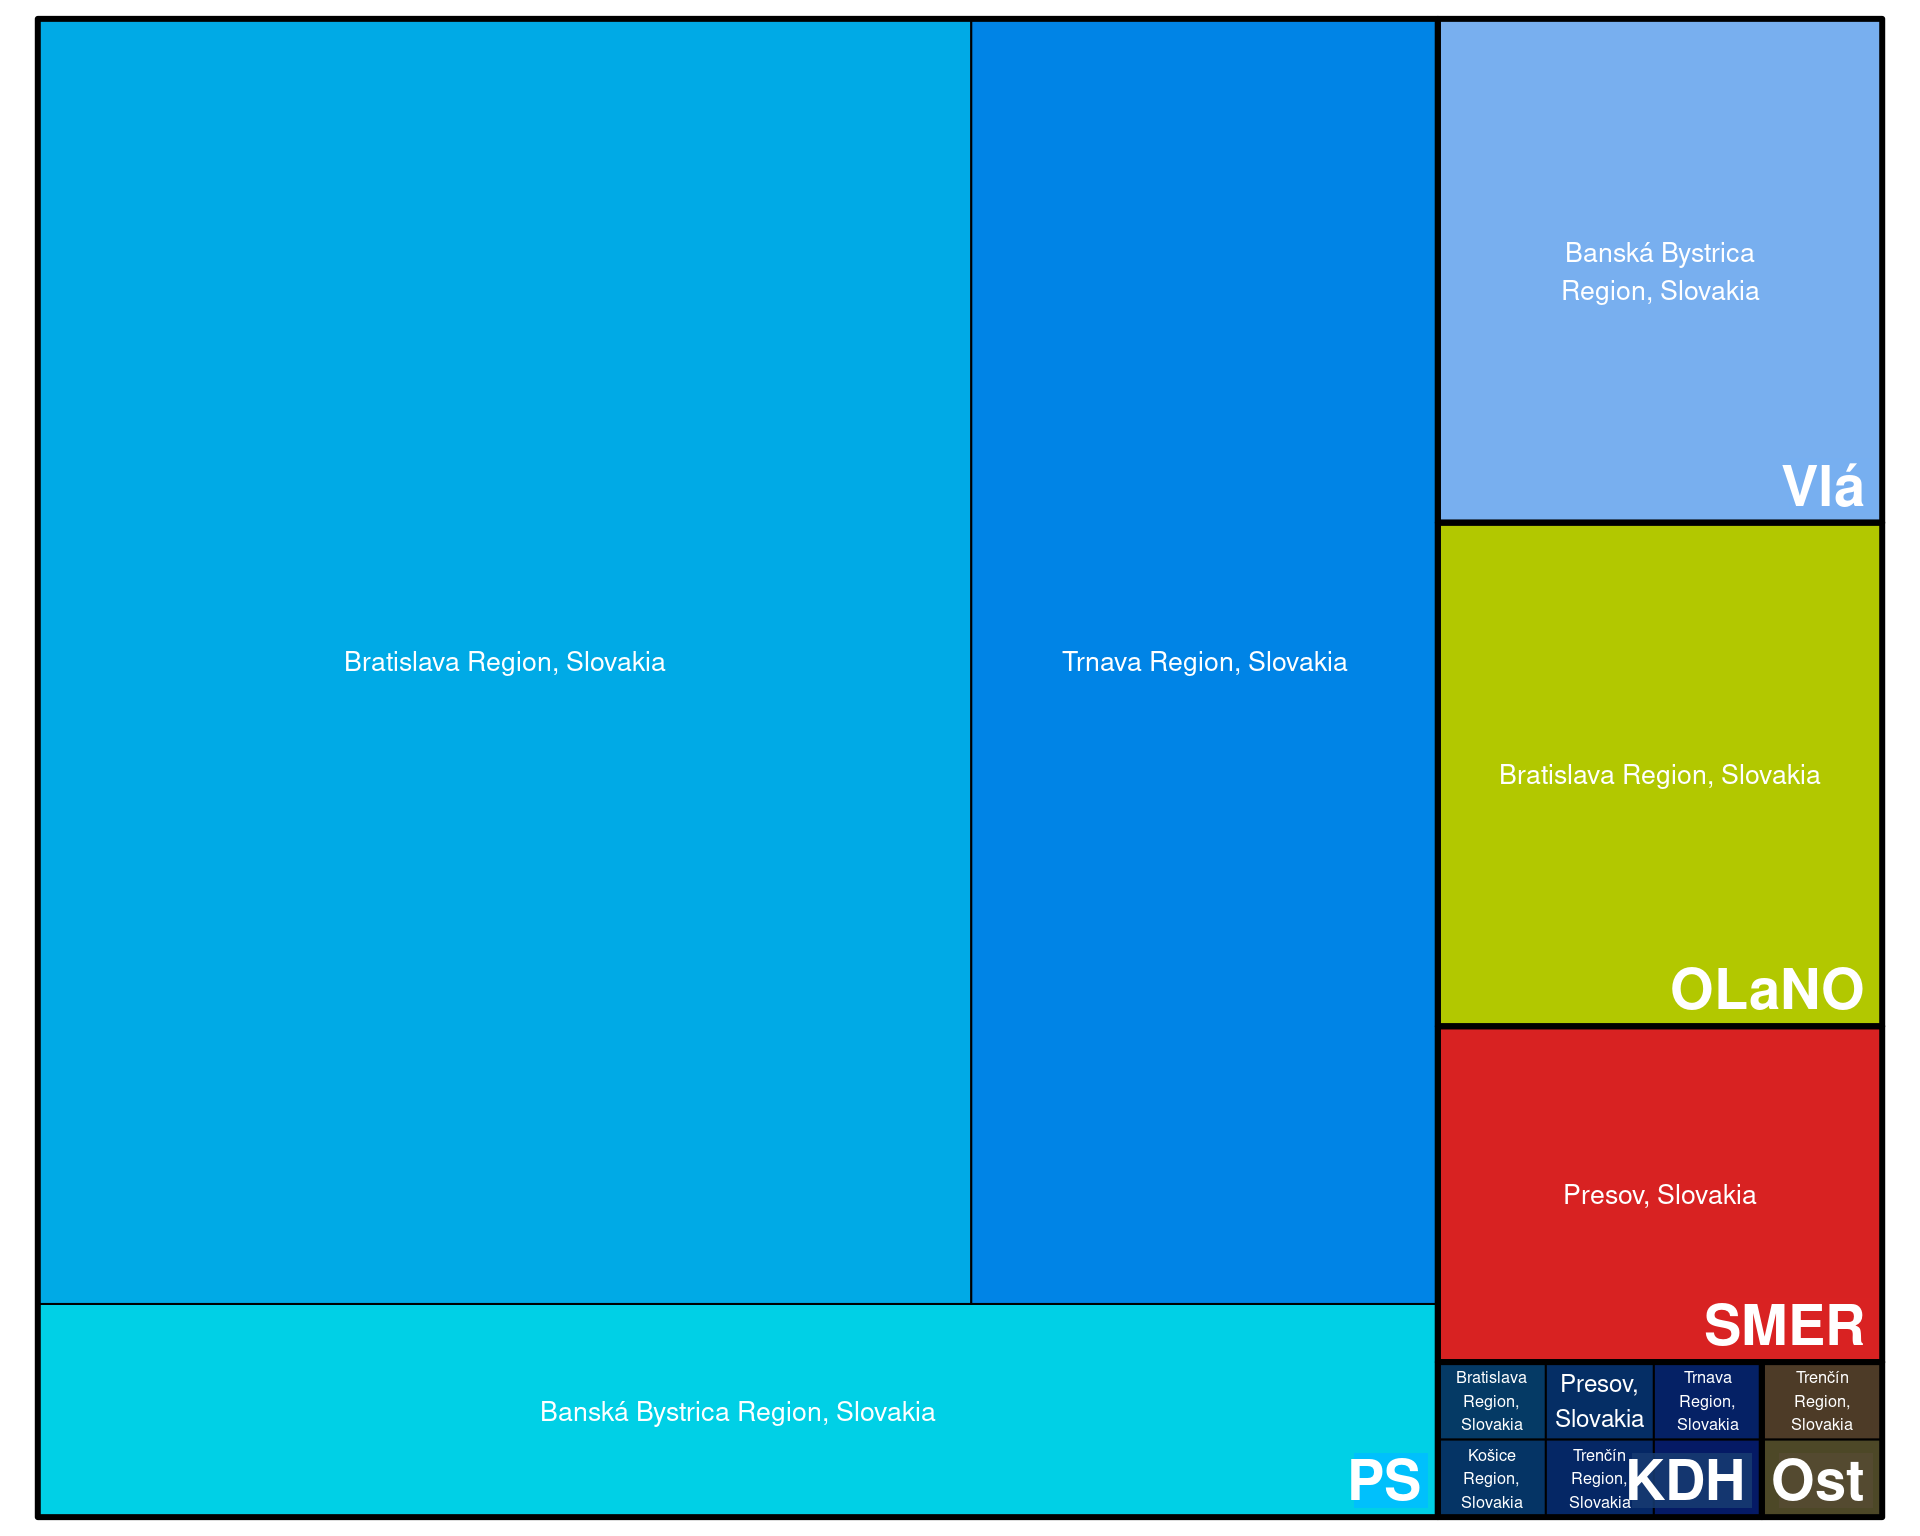 Bratislava Region, Slovakia
Trnava Region, Slovakia
Banská Bystrica Region, Slovakia
PS
Banská Bystrica
Region, Slovakia
Vlá
Bratislava Region, Slovakia
OLaNO
Presov, Slovakia
SMER
Bratislava
Region,
Slovakia
Presov,
Slovakia
Trnava
Region,
Slovakia
Košice
Region,
Slovakia
Trenčín
Region,
Slovakia
KDH
Trenčín
Region,
Slovakia
Ost